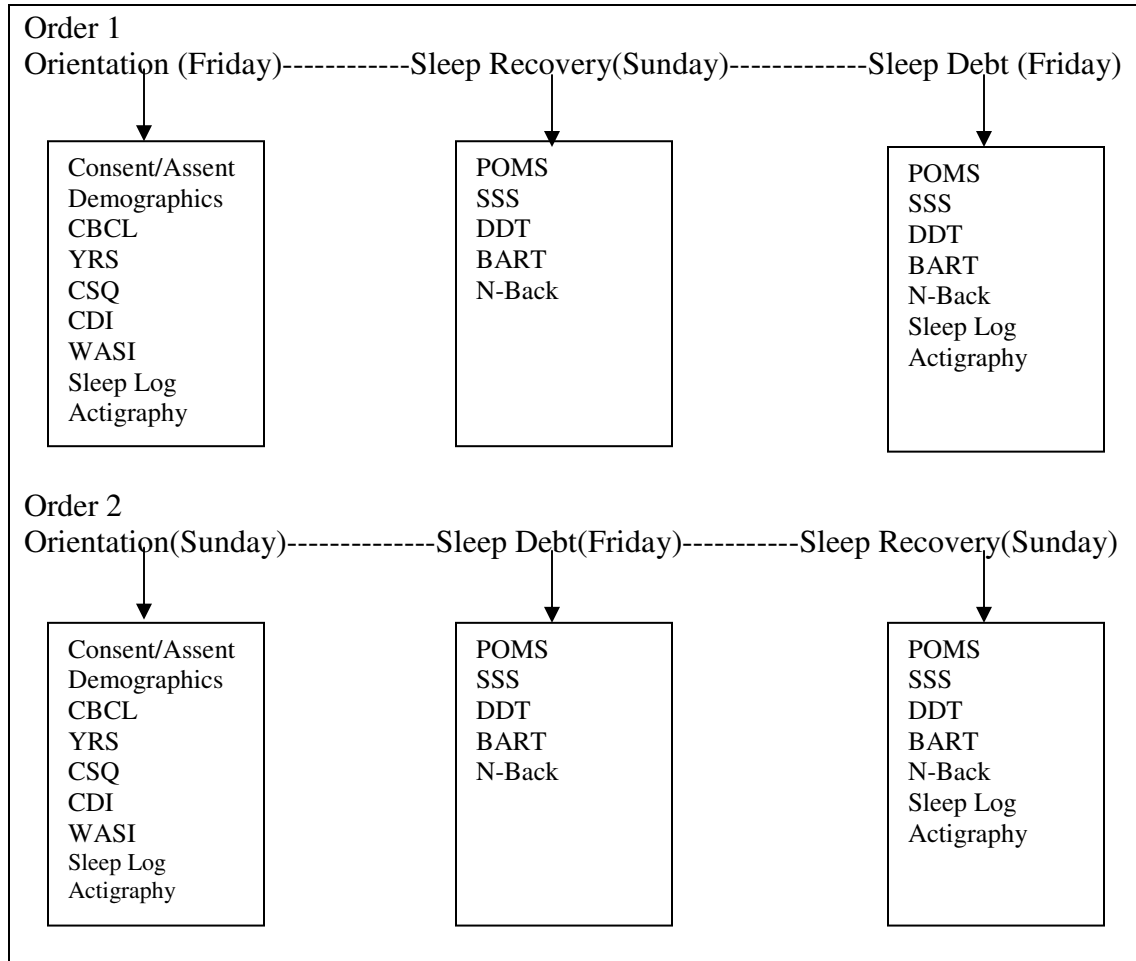 Order 1
Orientation (Friday)------------Sleep Recovery(Sunday)-------------Sleep Debt (Friday)
Consent/Assent
Demographics
CBCL
YRS
CSQ
CDI
WASI
Sleep Log
Actigraphy
POMS
SSS
DDT
BART
N-Back
POMS
SSS
DDT
BART
N-Back
Sleep Log
Actigraphy
Order 2
Orientation(Sunday)-------------Sleep Debt(Friday)-----------Sleep Recovery(Sunday)
Consent/Assent
Demographics
CBCL
YRS
CSQ
CDI
WASI
Sleep Log
Actigraphy
POMS
SSS
DDT
BART
N-Back
POMS
SSS
DDT
BART
N-Back
Sleep Log
Actigraphy